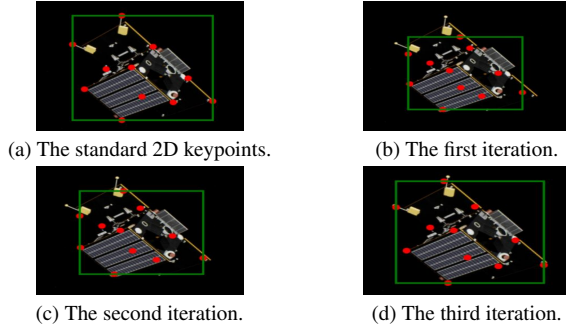 (a) The standard 2D keypoints.
(b) The first iteration.
(c) The second iteration.
(d) The third iteration.